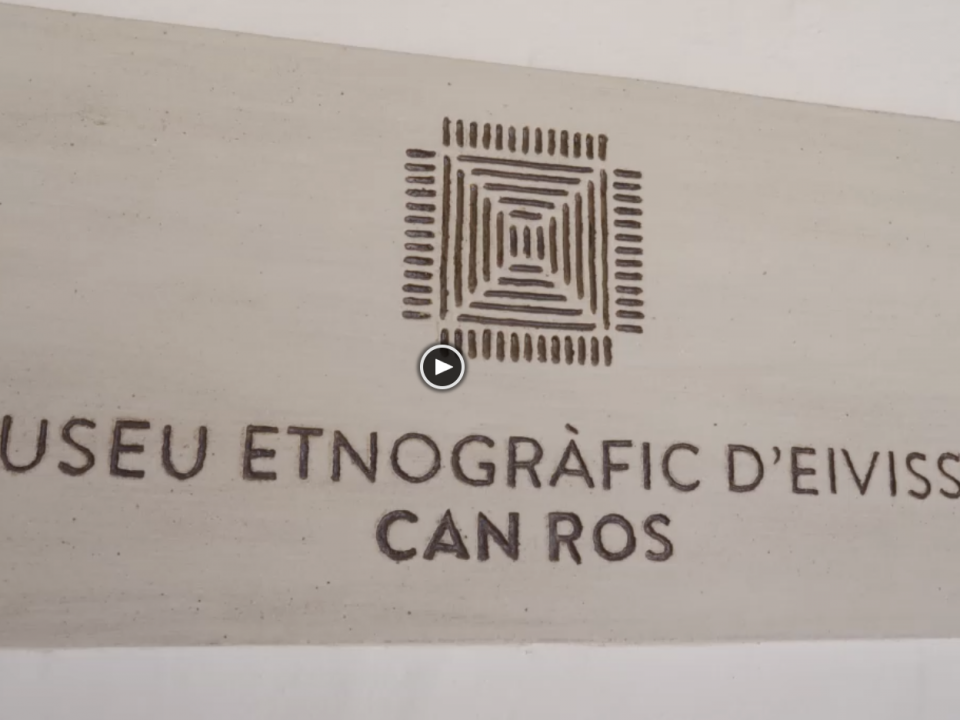 USEU ETNOGRÀFIC D'EIVISS
CAN ROS